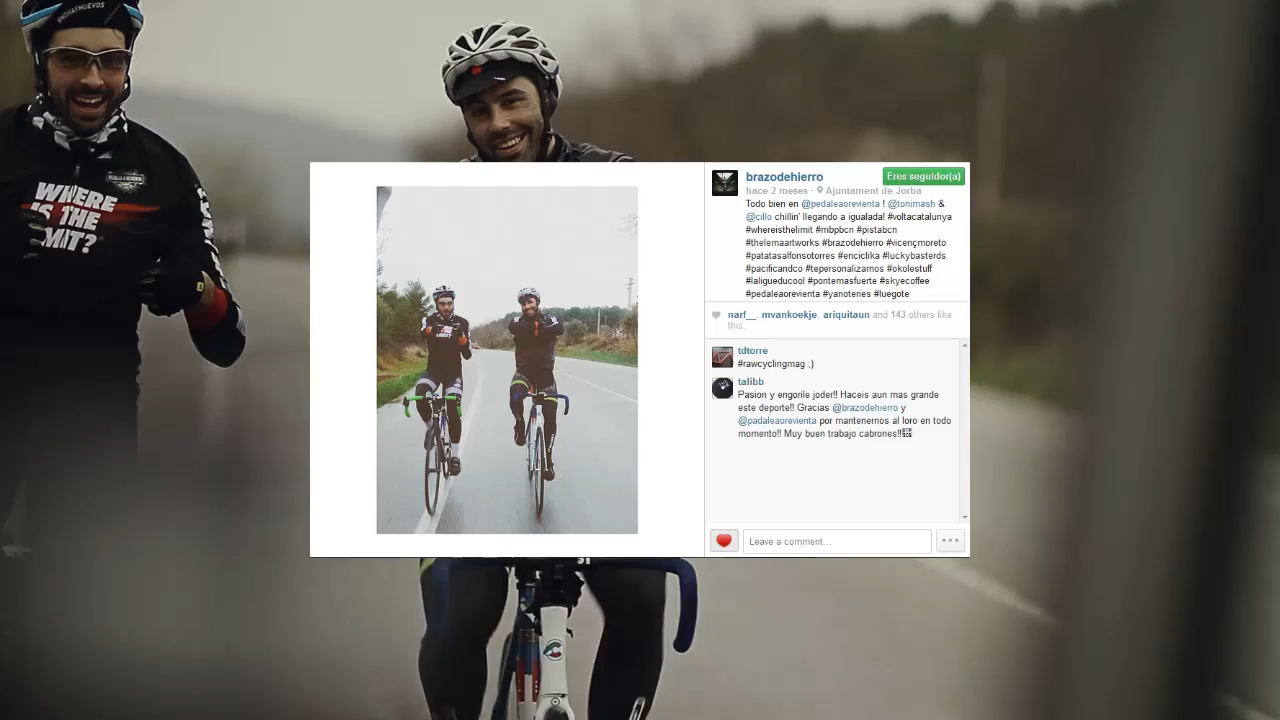 #NOHAYHUEVOS
WHERE
IS THE
MIT?
brazodehierro
Eres seguidor(a)
hace 2 meses · Ajuntament de Jorba
Todo bien en @pedaleaorevienta ! @tonimash &
@cillo chillin' llegando a igualada! #voltacatalunya
#whereisthelimit #mbpbcn #pistabcn
#thelemaartworks #brazodehierro #vicençmoreto
#patatasalfonsotorres #enciclika #luckybasterds
#pacificandco #tepersonalizamos #okolestuff
#laligueducool #pontemasfuerte #skyecoffee
#pedaleaorevienta #yanoteries #luegote
narf__, mvankoekje, ariquitaun and 143 others like
this.
tdtorre
#rawcyclingmag ;)
talibb
Pasion y engorile joder!! Haceis aun mas grande
este deporte!! Gracias @brazodehierro y
@padaleaorevienta por mantenernos al loro en todo
momento!! Muy buen trabajo cabrones!!
Leave a comment...